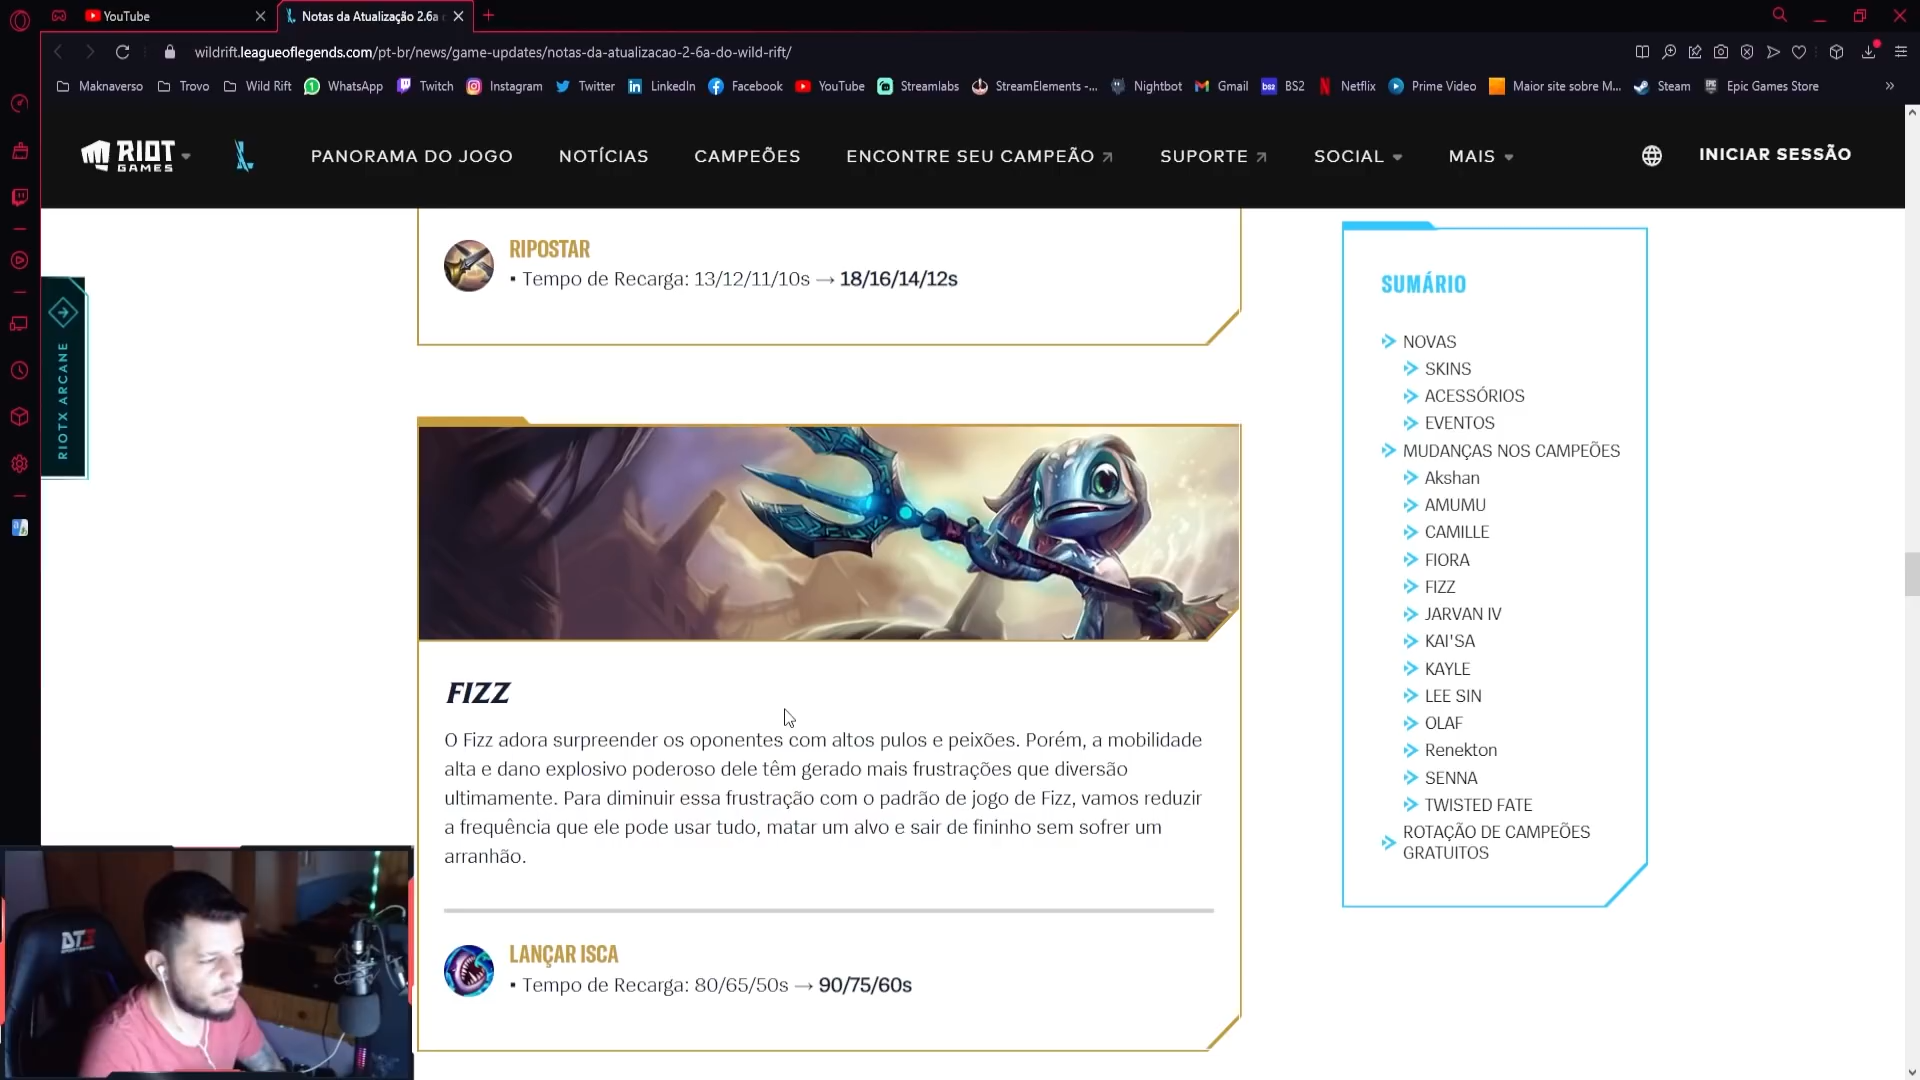 YouTube
Notas da Atualização 2.6a
wildrift.leagueoflegends.com/pt-br/news/game-updates/notas-da-atualizacao-2-6a-do-wild-rift/
Maknaverso
Trovo
Wild Rift
WhatsApp
Twitch
Instagram
Twitter
LinkedIn
Facebook
YouTube
Streamlabs
StreamElements -...
Nightbot
Gmail
BS2
Netflix
Prime Video
Maior site sobre M...
Steam
Epic Games Store
RIOT GAMES
PANORAMA DO JOGO
NOTÍCIAS
CAMPEÕES
ENCONTRE SEU CAMPEÃO
SUPORTE
SOCIAL
MAIS
INICIAR SESSÃO
RIOTX ARCANE
RIPOSTAR
▪ Tempo de Recarga: 13/12/11/10s → 18/16/14/12s
FIZZ
O Fizz adora surpreender os oponentes com altos pulos e peixões. Porém, a mobilidade
alta e dano explosivo poderoso dele têm gerado mais frustrações que diversão
ultimamente. Para diminuir essa frustração com o padrão de jogo de Fizz, vamos reduzir
a frequência que ele pode usar tudo, matar um alvo e sair de fininho sem sofrer um
arranhão.
LANÇAR ISCA
▪ Tempo de Recarga: 80/65/50s → 90/75/60s
SUMÁRIO
NOVAS
SKINS
ACESSÓRIOS
EVENTOS
MUDANÇAS NOS CAMPEÕES
Akshan
AMUMU
CAMILLE
FIORA
FIZZ
JARVAN IV
KAI'SA
KAYLE
LEE SIN
OLAF
Renekton
SENNA
TWISTED FATE
ROTAÇÃO DE CAMPEÕES
GRATUITOS
DT3